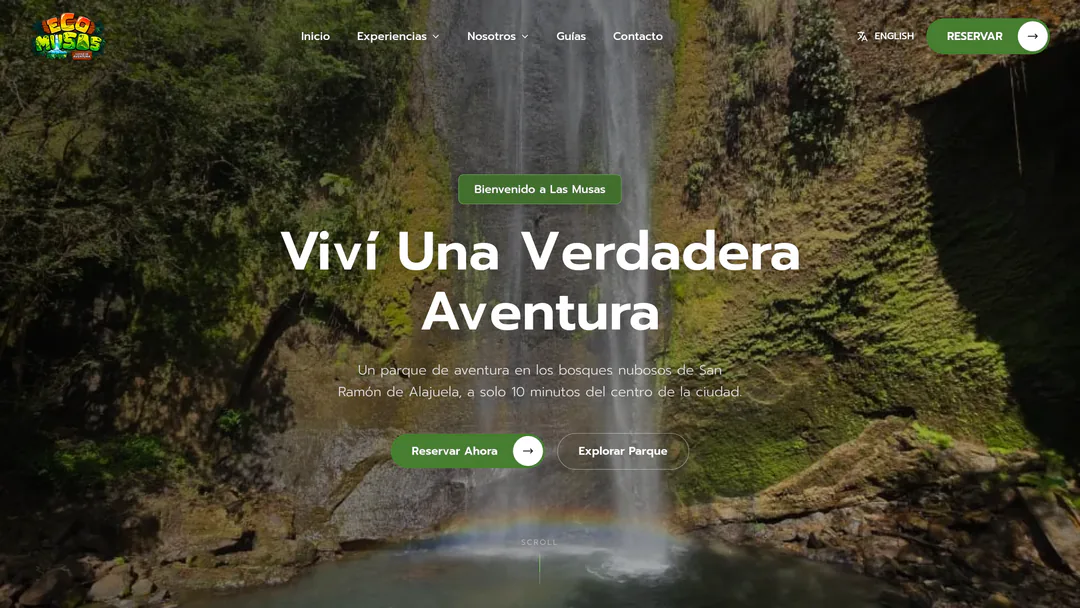 ECO
MUSAS
Inicio
Experiencias
Nosotros
Guías
Contacto
ENGLISH
RESERVAR
Bienvenido a Las Musas
Viví Una Verdadera
Aventura
Un parque de aventura en los bosques nubosos de San
Ramón de Alajuela, a solo 10 minutos del centro de la ciudad.
Reservar Ahora
Explorar Parque
SCROLL